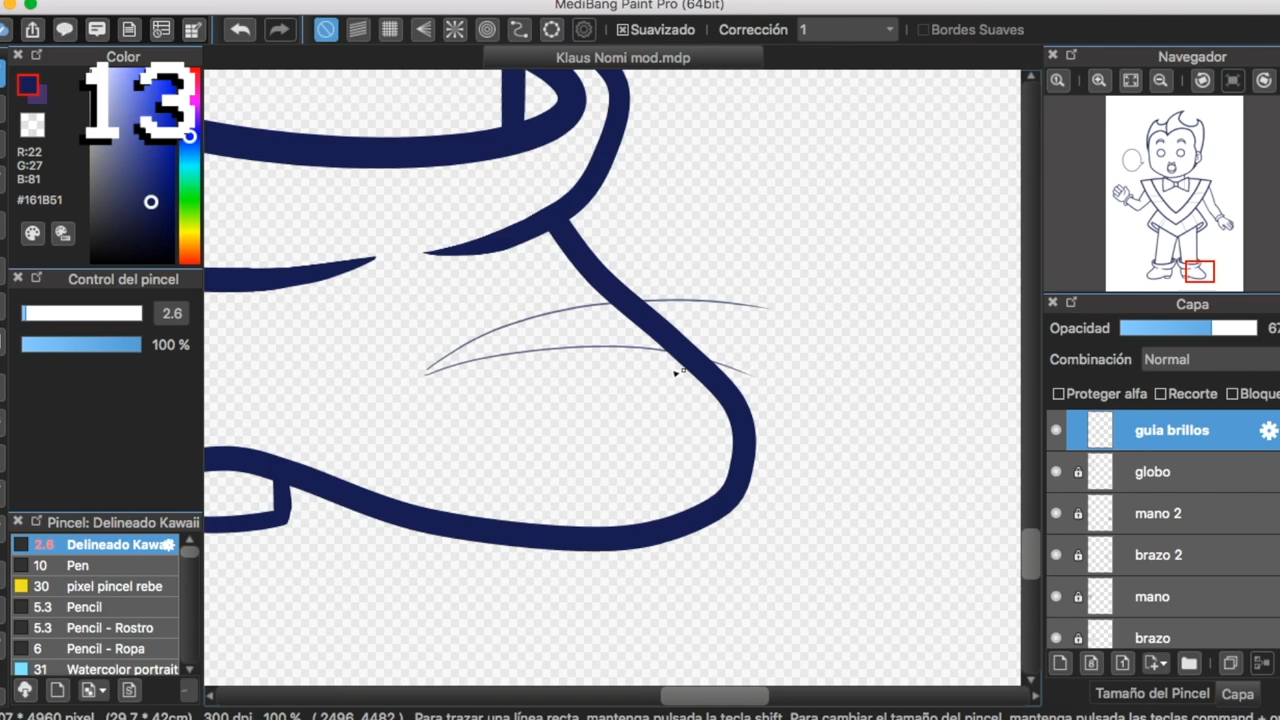 MediBang Paint Pro (64bit)
Suavizado
Corrección
1
Bordes Suaves
Color
Klaus Nomi mod.mdp
Navegador
13
R:22
G:27
B:81
#161B51
Control del pincel
2.6
100 %
Capa
Opacidad
67
Combinación
Normal
Proteger alfa
Recorte
Bloque
guia brillos
globo
mano 2
brazo 2
mano
brazo
Pincel: Delineado Kawaii
2.6 Delineado Kawa
10 Pen
30 pixel pincel rebe
5.3 Pencil
5.3 Pencil - Rostro
6 Pencil - Ropa
31 Watercolor portrait
Tamaño del Pincel
Capa
07 * 4960 pixel (29.7 * 42cm) 300 dpi 100 % ( 2496, 4482 ) Para trazar una línea recta, mantenga pulsada la tecla shift. Para cambiar el tamaño del pincel, mantenga pulsadas las teclas command +